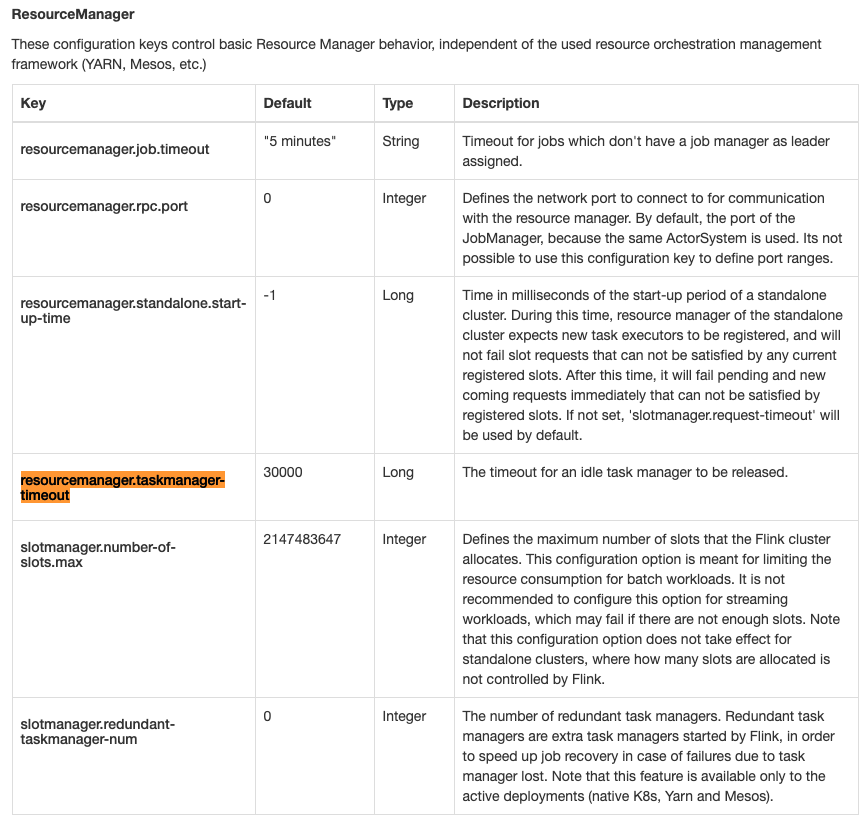 ResourceManager
These configuration keys control basic Resource Manager behavior, independent of the used resource orchestration management
framework (YARN, Mesos, etc.)
Key Default Type Description
resourcemanager.job.timeout "5 minutes" String Timeout for jobs which don't have a job manager as leader
assigned.
resourcemanager.rpc.port 0 Integer Defines the network port to connect to for communication
with the resource manager. By default, the port of the
JobManager, because the same ActorSystem is used. Its not
possible to use this configuration key to define port ranges.
resourcemanager.standalone.start-
up-time
-1 Long Time in milliseconds of the start-up period of a standalone
cluster. During this time, resource manager of the standalone
cluster expects new task executors to be registered, and will
not fail slot requests that can not be satisfied by any current
registered slots. After this time, it will fail pending and new
coming requests immediately that can not be satisfied by
registered slots. If not set, 'slotmanager.request-timeout' will
be used by default.
resourcemanager.taskmanager-
timeout
30000 Long The timeout for an idle task manager to be released.
slotmanager.number-of-
slots.max
2147483647 Integer Defines the maximum number of slots that the Flink cluster
allocates. This configuration option is meant for limiting the
resource consumption for batch workloads. It is not
recommended to configure this option for streaming
workloads, which may fail if there are not enough slots. Note
that this configuration option does not take effect for
standalone clusters, where how many slots are allocated is
not controlled by Flink.
slotmanager.redundant-
taskmanager-num
0 Integer The number of redundant task managers. Redundant task
managers are extra task managers started by Flink, in order
to speed up job recovery in case of failures due to task
manager lost. Note that this feature is available only to the
active deployments (native K8s, Yarn and Mesos).